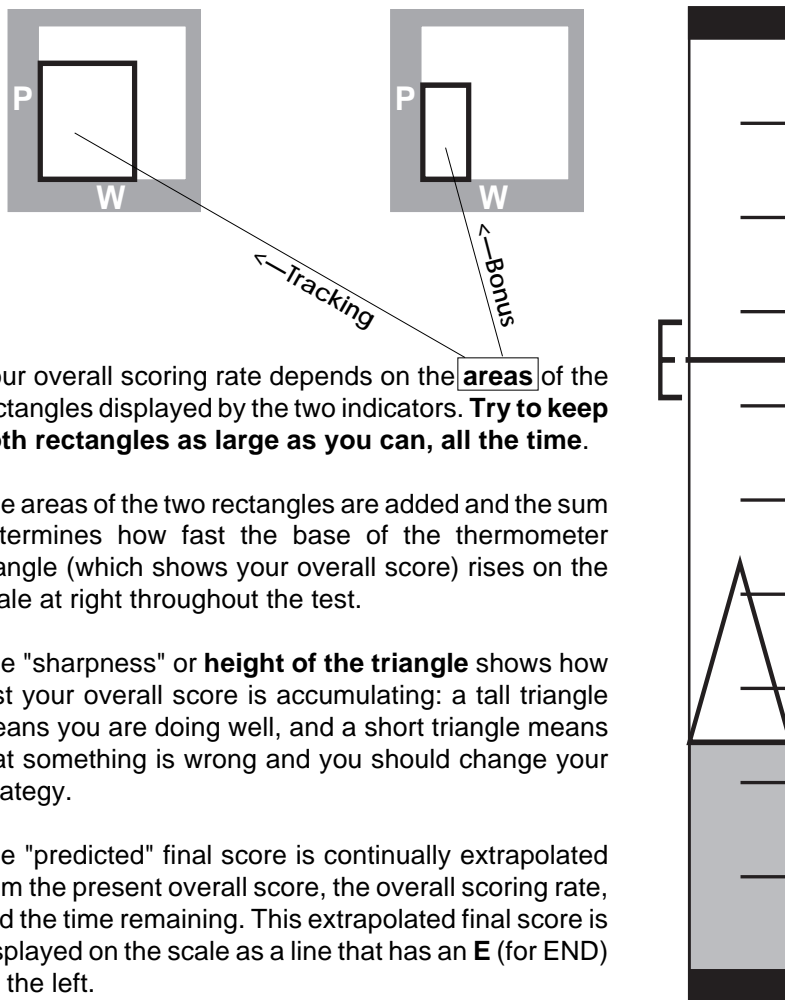 P
P
W
W
<—Tracking
<—Bonus
E
our overall scoring rate depends on the areas of the
ctangles displayed by the two indicators. Try to keep
oth rectangles as large as you can, all the time.
e areas of the two rectangles are added and the sum
termines how fast the base of the thermometer
angle (which shows your overall score) rises on the
ale at right throughout the test.
e "sharpness" or height of the triangle shows how
st your overall score is accumulating: a tall triangle
eans you are doing well, and a short triangle means
at something is wrong and you should change your
rategy.
e "predicted" final score is continually extrapolated
m the present overall score, the overall scoring rate,
d the time remaining. This extrapolated final score is
splayed on the scale as a line that has an E (for END)
the left.